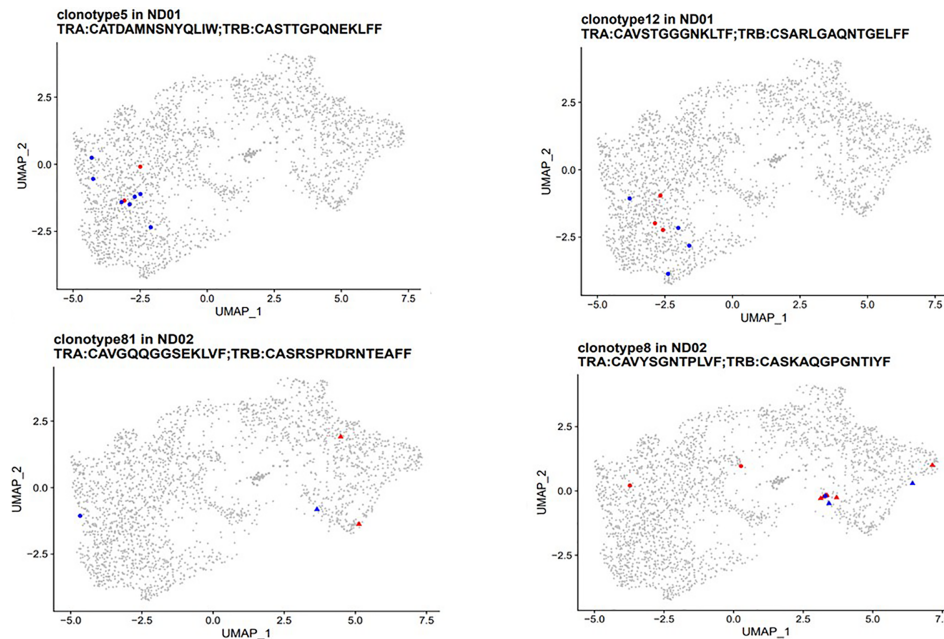 clonotype5 in ND01
TRA:CATDAMNSNYQLIW;TRB:CASTTGPQNEKLFF
2.5
0.0
-2.5
UMAP_2
-5.0 -2.5 0.0 2.5 5.0 7.5
UMAP_1
clonotype12 in ND01
TRA:CAVSTGGGNKLTF;TRB:CSARLGAQNTGELFF
2.5
0.0
-2.5
UMAP_2
-5.0 -2.5 0.0 2.5 5.0 7.5
UMAP_1
clonotype81 in ND02
TRA:CAVGQQGGSEKLVF;TRB:CASRSPRDRNTEAFF
2.5
0.0
-2.5
UMAP_2
-5.0 -2.5 0.0 2.5 5.0 7.5
UMAP_1
clonotype8 in ND02
TRA:CAVYSGNTPLVF;TRB:CASKAQGPGNTIYF
2.5
0.0
-2.5
UMAP_2
-5.0 -2.5 0.0 2.5 5.0
UMAP_1